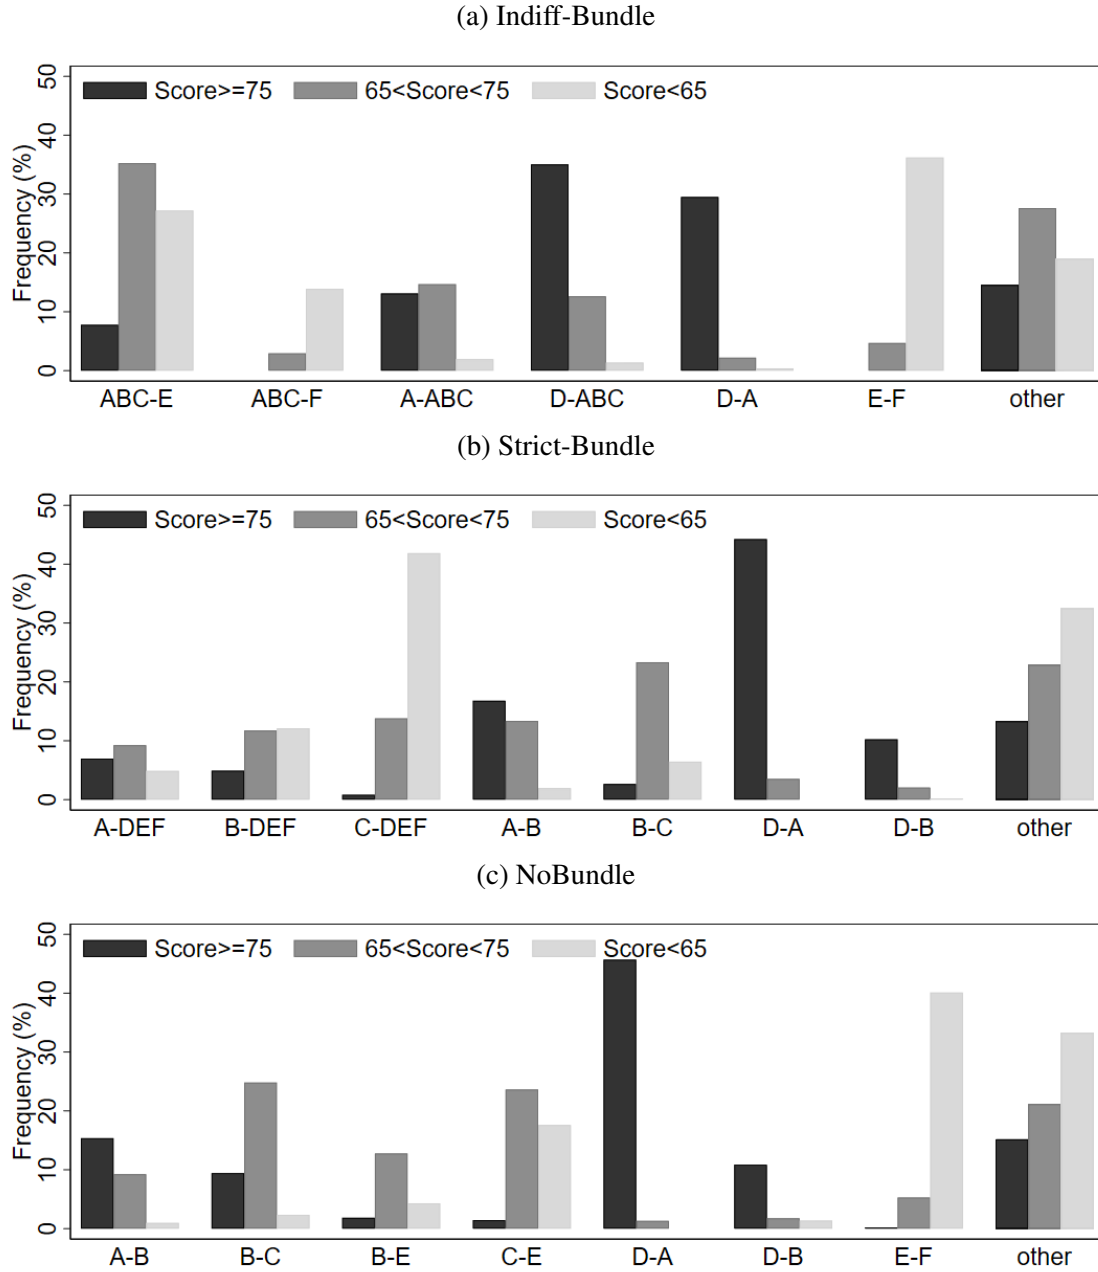 (a) Indiff-Bundle
Score>=75 65<Score<75 Score<65
Frequency (%)
0 10 20 30 40 50
ABC-E ABC-F A-ABC D-ABC D-A E-F other
(b) Strict-Bundle
Score>=75 65<Score<75 Score<65
Frequency (%)
0 10 20 30 40 50
A-DEF B-DEF C-DEF A-B B-C D-A D-B other
(c) NoBundle
Score>=75 65<Score<75 Score<65
Frequency (%)
0 10 20 30 40 50
A-B B-C B-E C-E D-A D-B E-F other